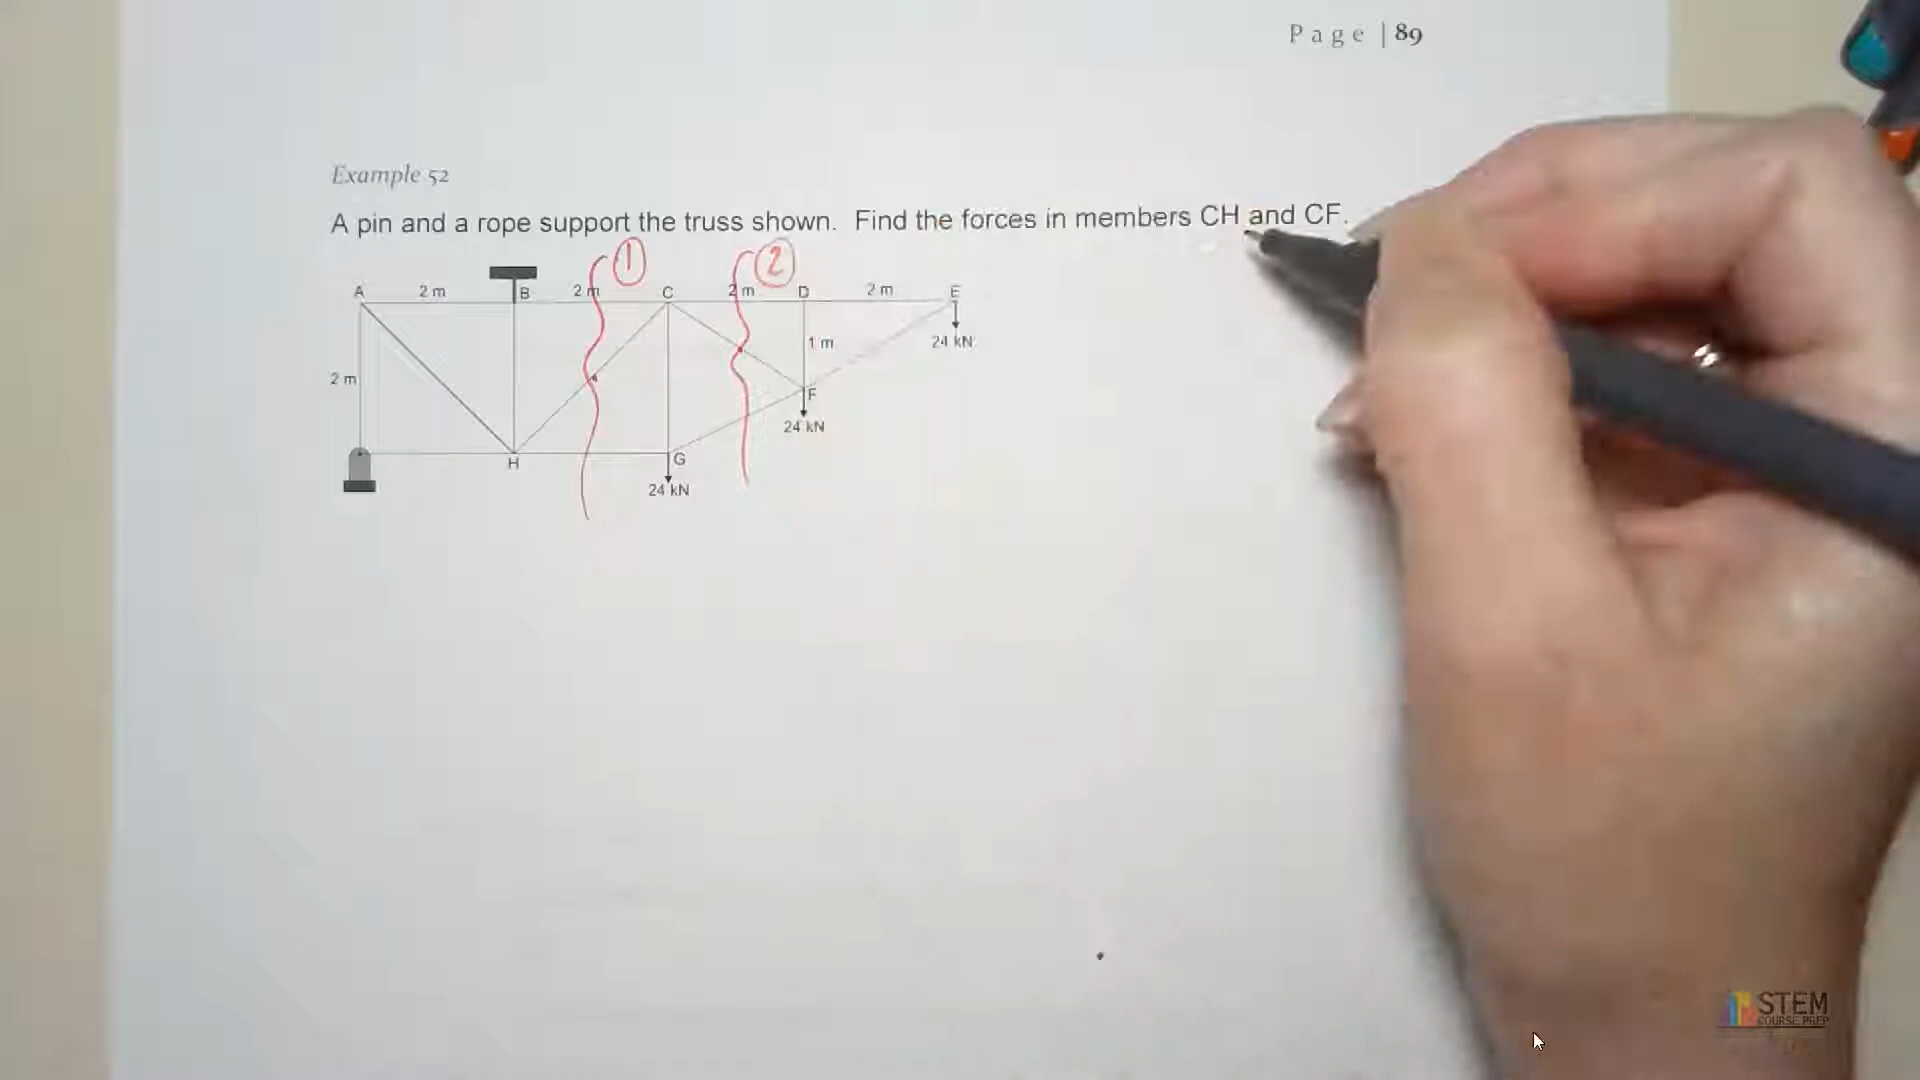 Page | 89
Example 52
A pin and a rope support the truss shown. Find the forces in members CH and CF.
1 2
A 2 m B 2 m C 2 m D 2 m E
2 m 1 m 24 kN
F
24 kN
H G
24 kN
STEM
COURSE PREP